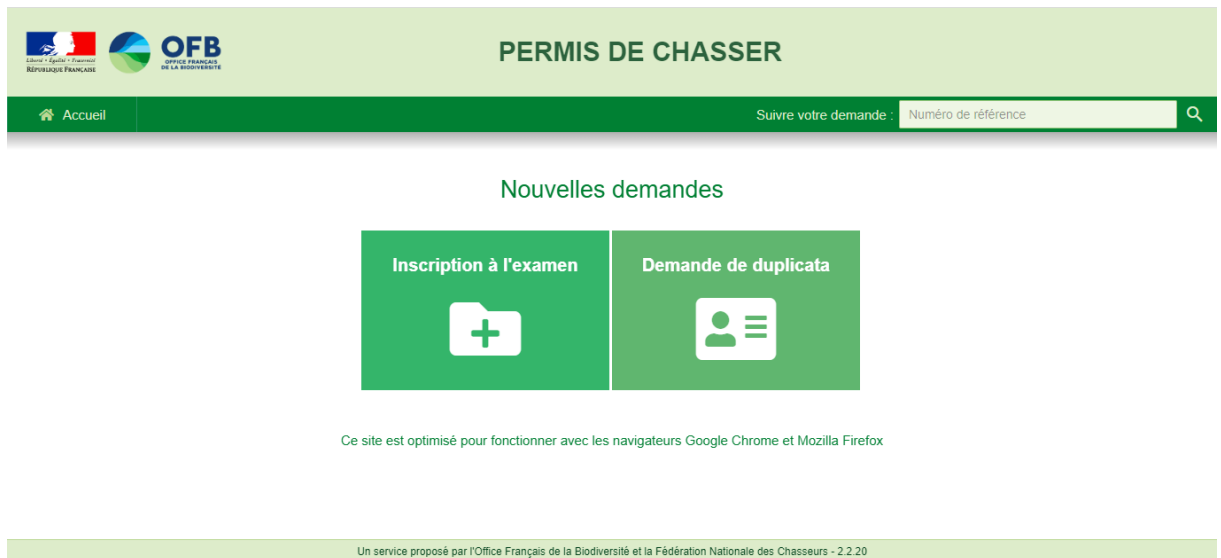 Liberté • Égalité • Fraternité
RÉPUBLIQUE FRANÇAISE
OFB
OFFICE FRANÇAIS
DE LA BIODIVERSITÉ
PERMIS DE CHASSER
Accueil
Suivre votre demande :
Numéro de référence
Nouvelles demandes
Inscription à l'examen
Demande de duplicata
Ce site est optimisé pour fonctionner avec les navigateurs Google Chrome et Mozilla Firefox
Un service proposé par l'Office Français de la Biodiversité et la Fédération Nationale des Chasseurs - 2.2.20